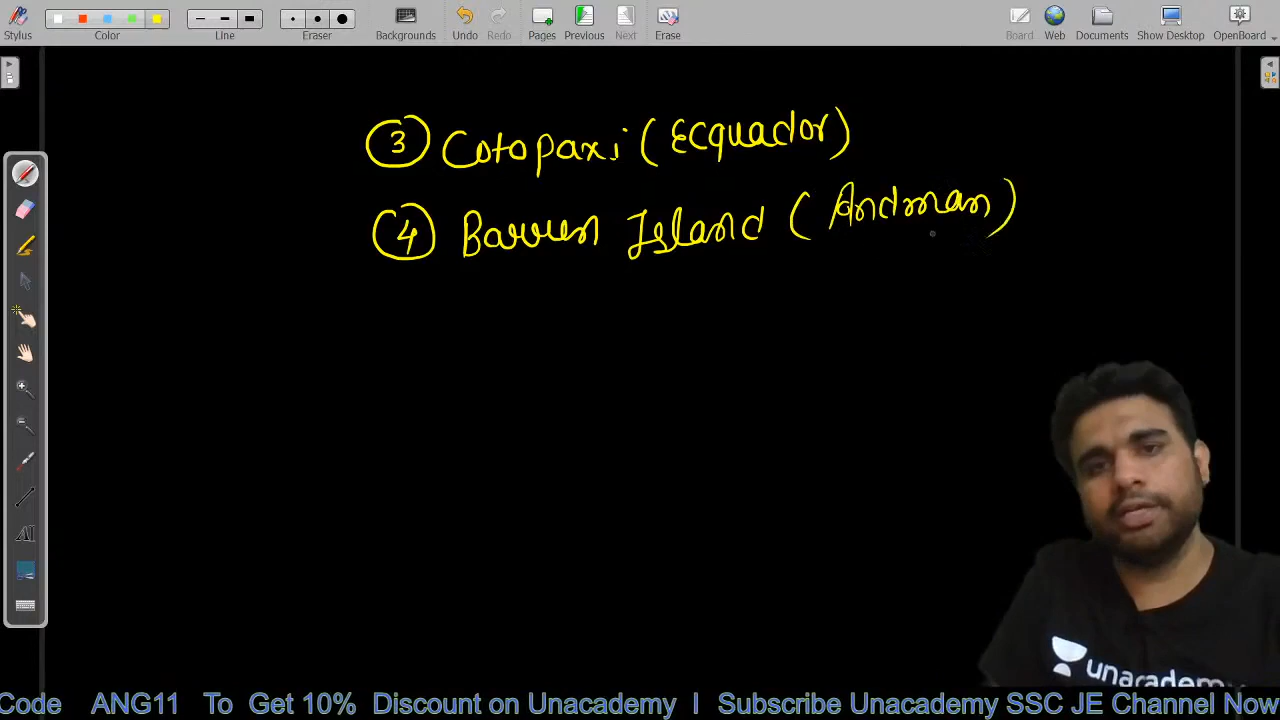 Stylus Color Line Eraser Backgrounds Undo Redo Pages Previous Next Erase Board Web Documents Show Desktop OpenBoard
3 Cotopaxi (Ecquador)
4 Barren Island (Andman)
unacademy
Code ANG11 To Get 10% Discount on Unacademy I Subscribe Unacademy SSC JE Channel Now